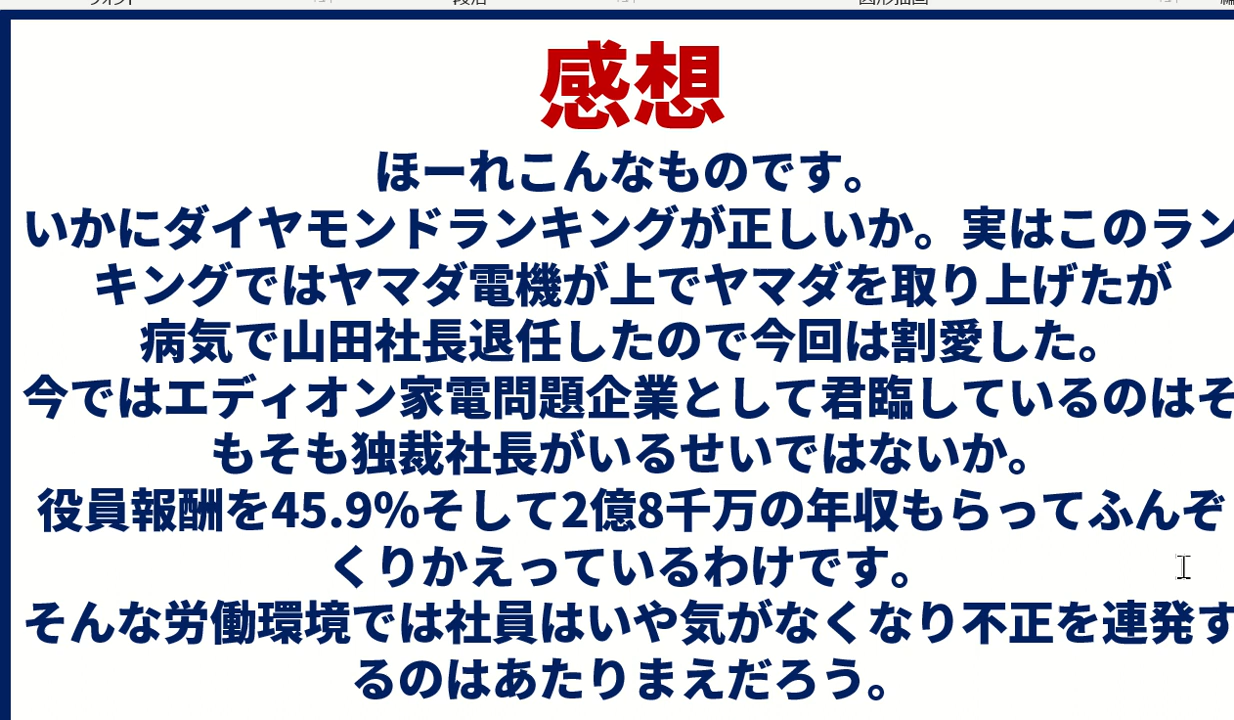 段落
図形描画
感想
ほーれこんなものです。
いかにダイヤモンドランキングが正しいか。実はこのラン
キングではヤマダ電機が上でヤマダを取り上げたが
病気で山田社長退任したので今回は割愛した。
今ではエディオン家電問題企業として君臨しているのはそ
もそも独裁社長がいるせいではないか。
役員報酬を45.9%そして2億8千万の年収もらってふんぞ
くりかえっているわけです。
そんな労働環境では社員はいや気がなくなり不正を連発す
るのはあたりまえだろう。